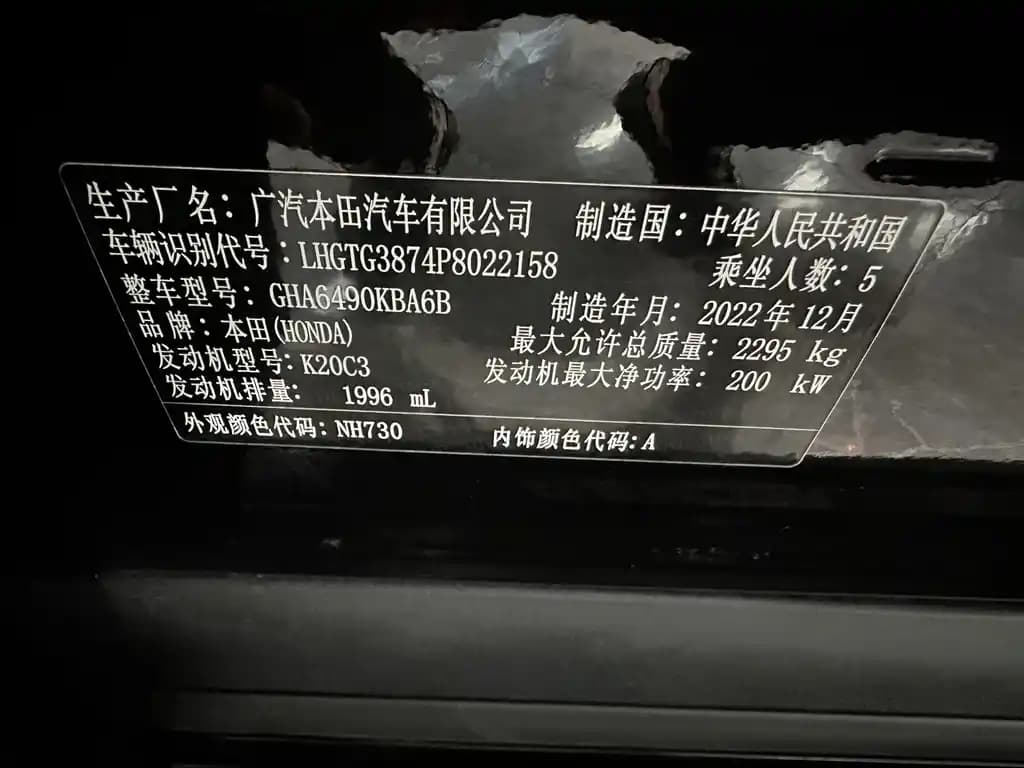 生产厂名：广汽本田汽车有限公司 制造国：中华人民共和国
车辆识别代号：LHGTG3874P8022158 乘坐人数：5
整车型号：GHA6490KBA6B 制造年月：2022年12月
品牌：本田(HONDA) 最大允许总质量：2295 kg
发动机型号：K20C3 发动机最大净功率：200 kW
发动机排量： 1996 mL
外观颜色代码：NH730 内饰颜色代码：A